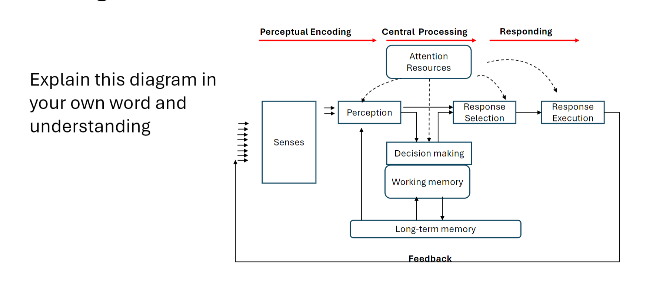 Perceptual Encoding
Central Processing
Responding
Attention
Resources
Explain this diagram in
your own word and
understanding
Senses
Perception
Response
Selection
Response
Execution
Decision making
Working memory
Long-term memory
Feedback